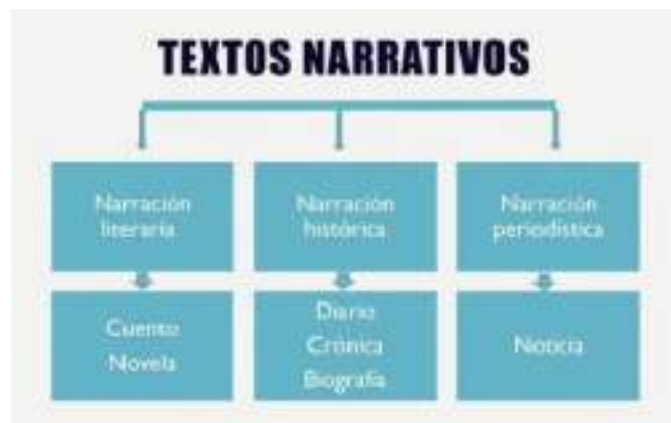 TEXTOS NARRATIVOS
Narración
literaria
Narración
histórica
Narración
periodística
Cuento
Novela
Diario
Crónica
Biografía
Noticia